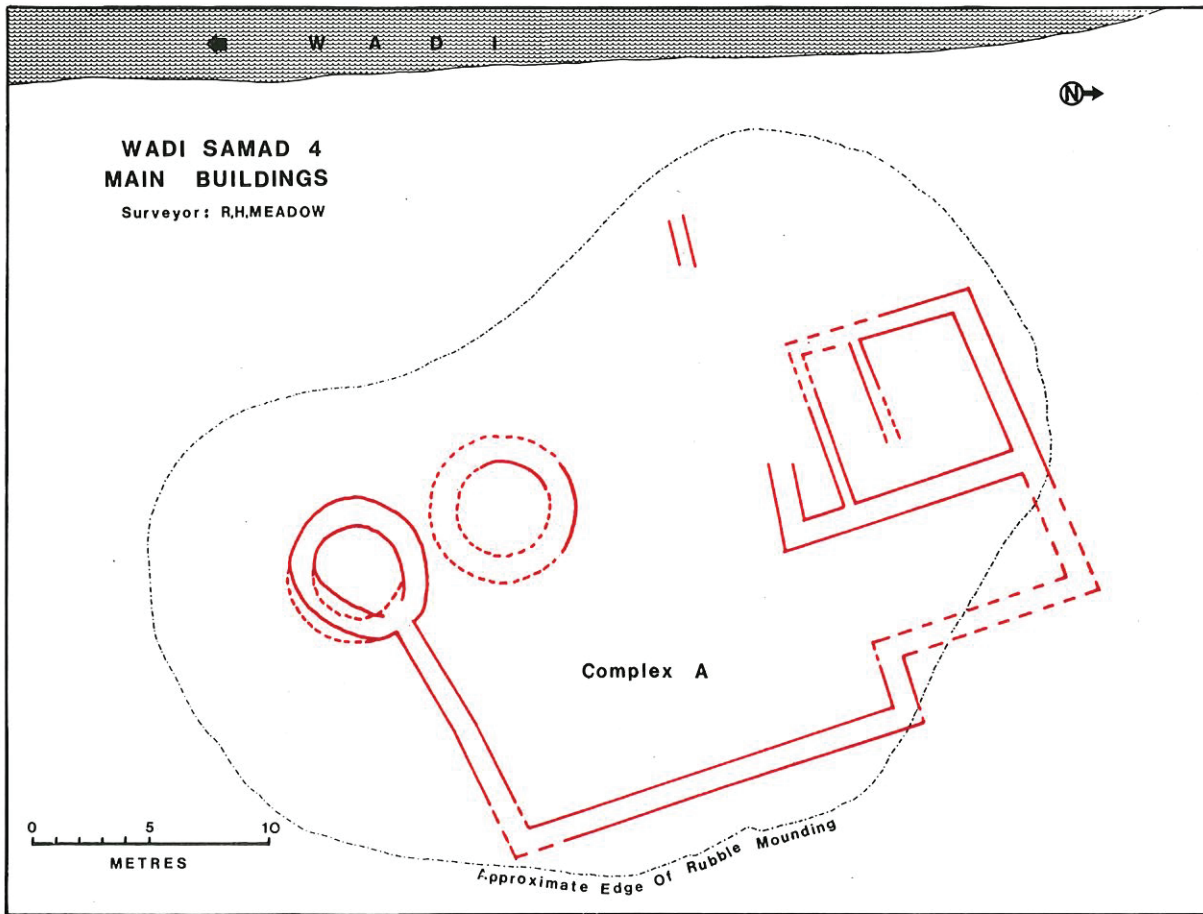 W A D I
N
WADI SAMAD 4
MAIN BUILDINGS
Surveyor: R,H,MEADOW
Complex A
0 5 10
METRES
Approximate Edge Of Rubble Mounding